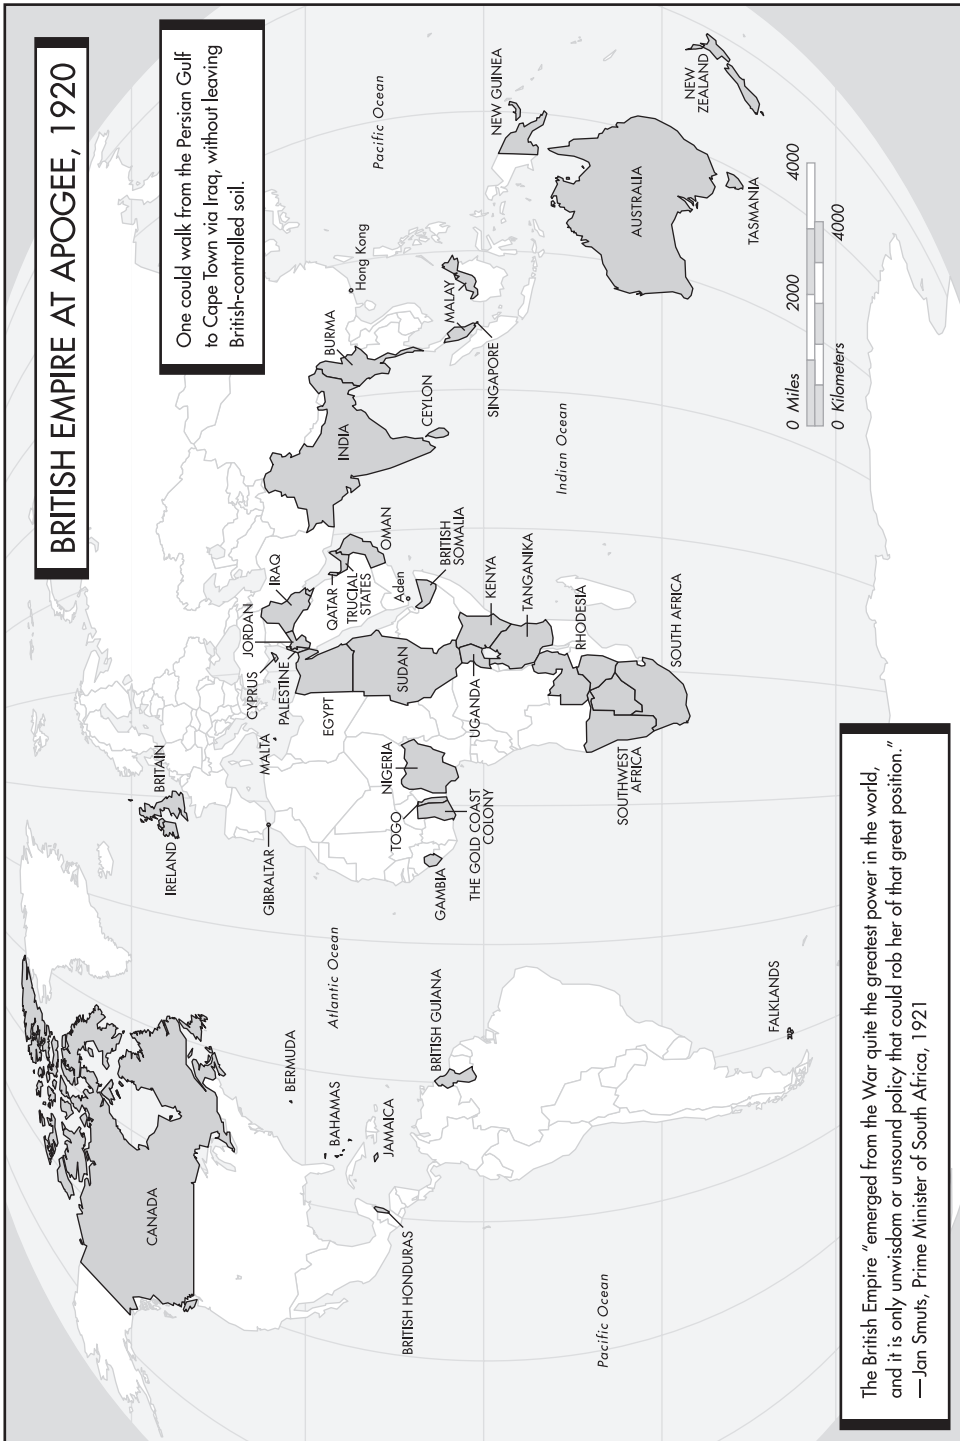 BRITISH EMPIRE AT APOGEE, 1920
One could walk from the Persian Gulf
to Cape Town via Iraq, without leaving
British-controlled soil.
CANADA
BERMUDA
BAHAMAS
JAMAICA
BRITISH HONDURAS
BRITISH GUIANA
FALKLANDS
Atlantic Ocean
Pacific Ocean
IRELAND
BRITAIN
GIBRALTAR
MALTA
CYPRUS
PALESTINE
JORDAN
IRAQ
EGYPT
QATAR
TRUCIAL
STATES
OMAN
Aden
SUDAN
BRITISH
SOMALIA
NIGERIA
TOGO
GAMBIA
THE GOLD COAST
COLONY
UGANDA
KENYA
TANGANIKA
RHODESIA
SOUTHWEST
AFRICA
SOUTH AFRICA
INDIA
BURMA
CEYLON
Hong Kong
MALAY
SINGAPORE
Indian Ocean
Pacific Ocean
NEW GUINEA
AUSTRALIA
TASMANIA
NEW
ZEALAND
0 Miles 2000 4000
0 Kilometers 4000
The British Empire “emerged from the War quite the greatest power in the world,
and it is only unwisdom or unsound policy that could rob her of that great position.”
—Jan Smuts, Prime Minister of South Africa, 1921